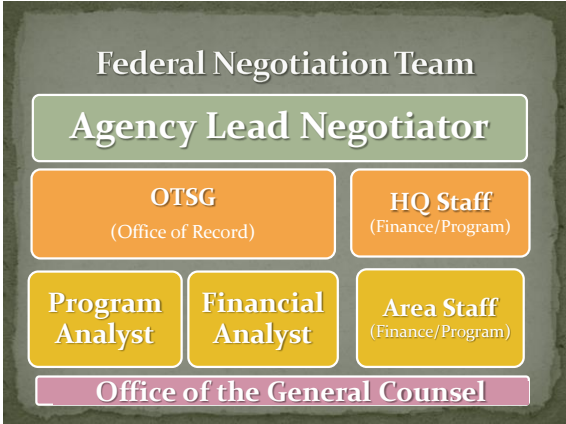 Federal Negotiation Team
Agency Lead Negotiator
OTSG
(Office of Record)
HQ Staff
(Finance/Program)
Program
Analyst
Financial
Analyst
Area Staff
(Finance/Program)
Office of the General Counsel